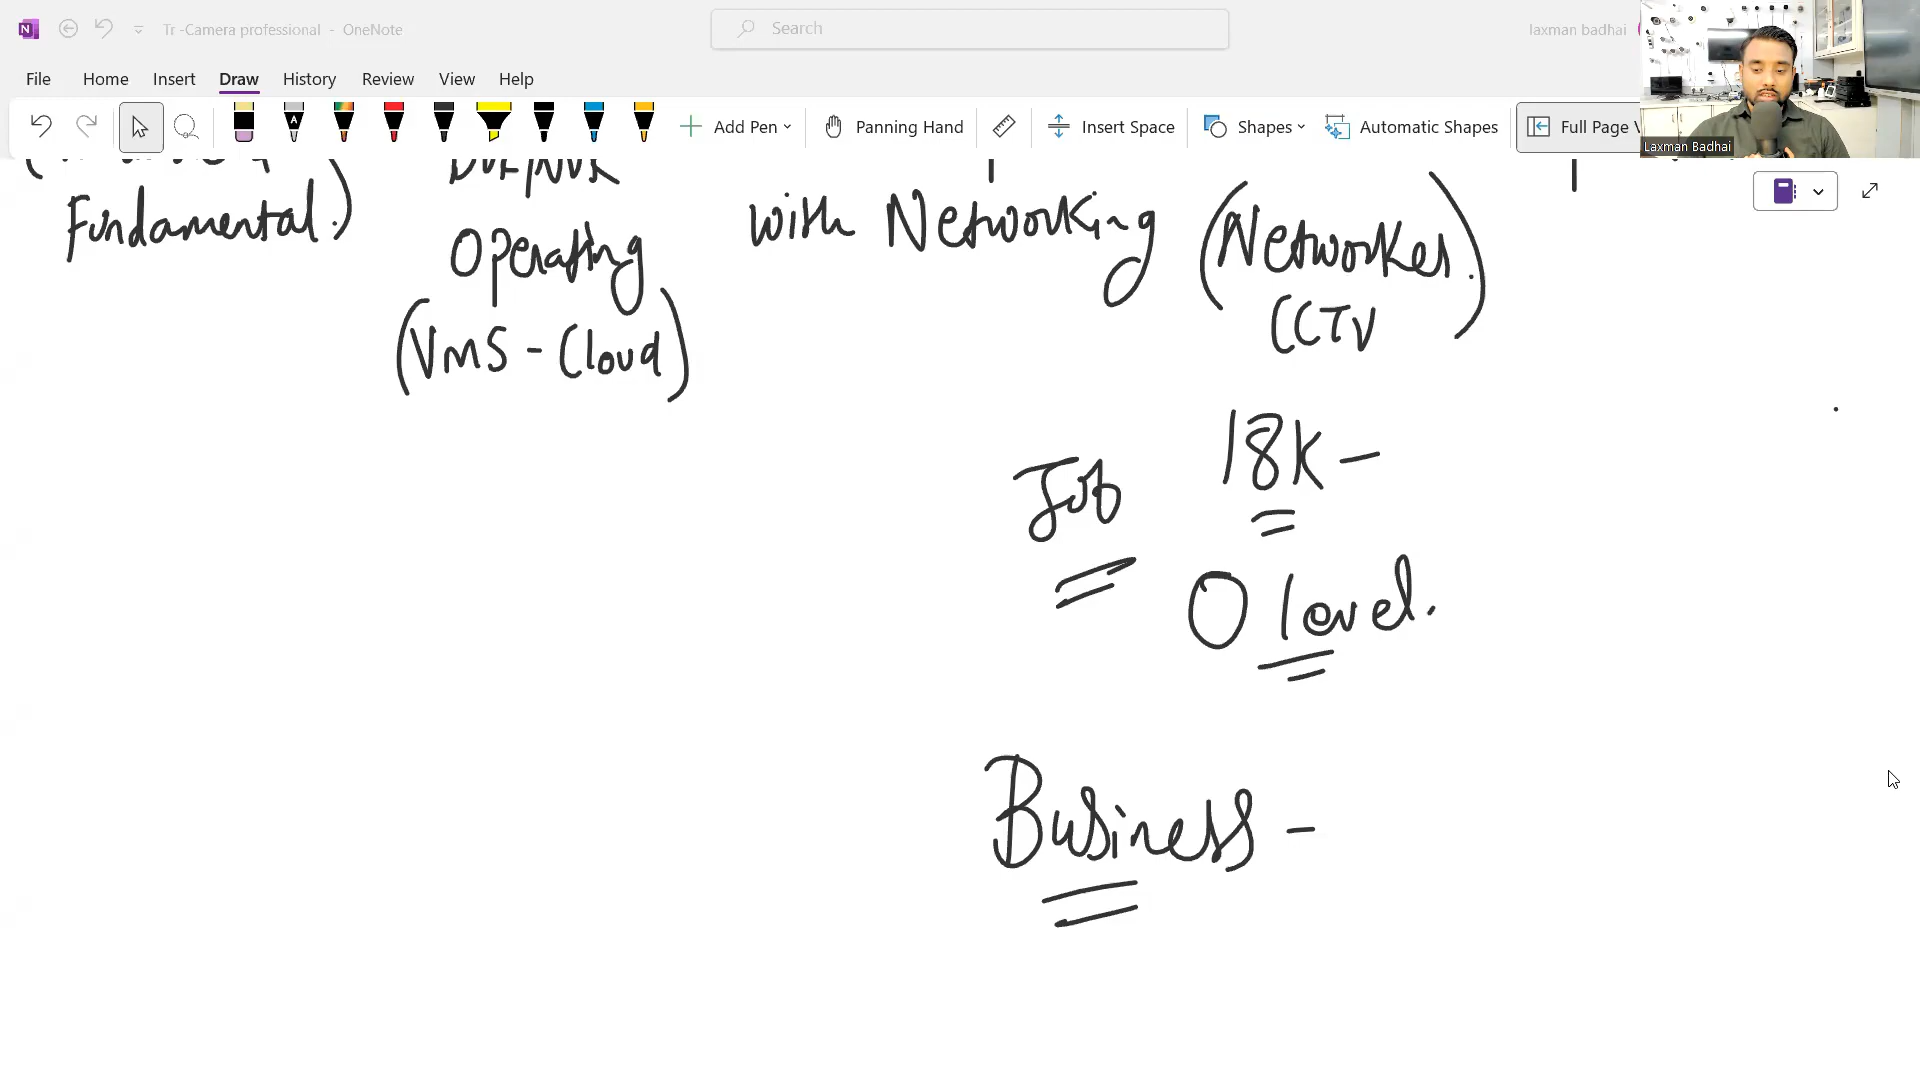 Tr -Camera professional - OneNote
Search
laxman badhai
File Home Insert Draw History Review View Help
Add Pen Panning Hand Insert Space Shapes Automatic Shapes Full Page V
Laxman Badhai
DVR/NVR
Fundamental.)
Operating
(VMS - Cloud)
with Networking
(Networker.)
CCTV
Job
18K -
O level.
Business -